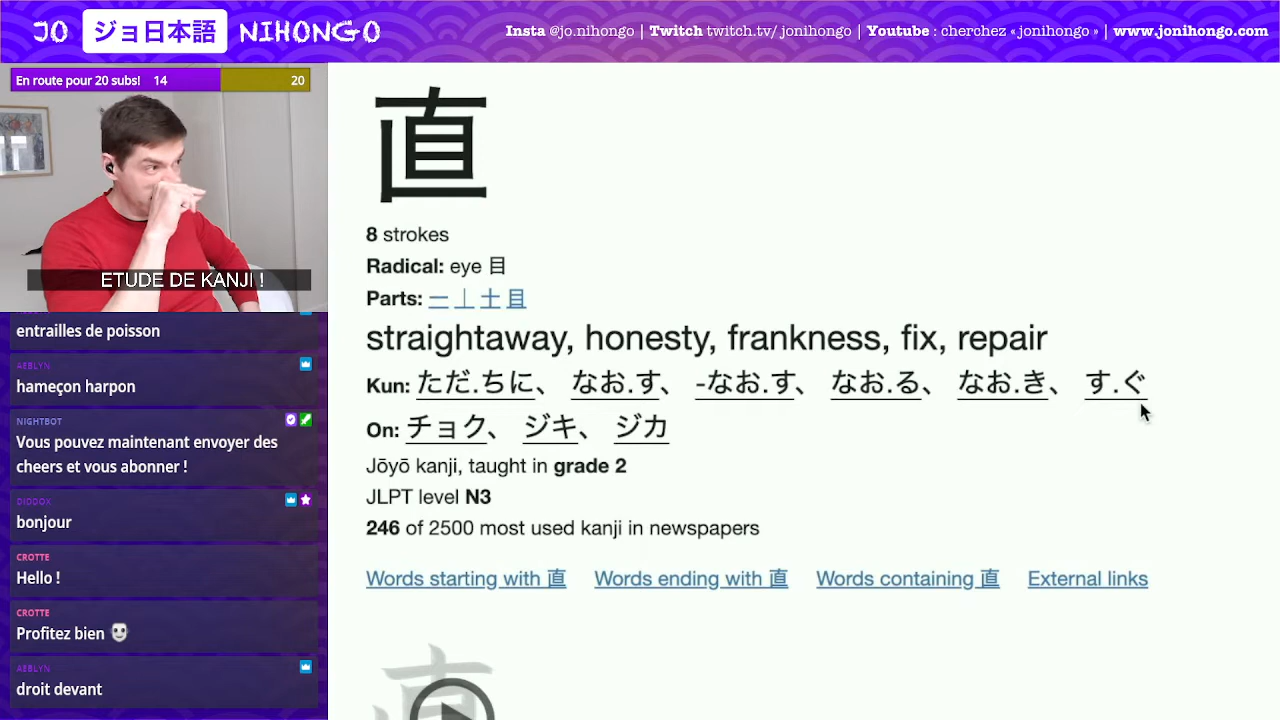 JO ジョ日本語 NIHONGO
Insta @jo.nihongo | Twitch twitch.tv/jonihongo | Youtube : cherchez « jonihongo » | www.jonihongo.com
En route pour 20 subs! 14 20
ETUDE DE KANJI !
entrailles de poisson
AEBLYN
hameçon harpon
NIGHTBOT
Vous pouvez maintenant envoyer des
cheers et vous abonner !
DIDDOX
bonjour
CROTTE
Hello !
CROTTE
Profitez bien
AEBLYN
droit devant
直
8 strokes
Radical: eye 目
Parts: 一 ⊥ 十 且
straightaway, honesty, frankness, fix, repair
Kun: ただ.ちに、 なお.す、 -なお.す、 なお.る、 なお.き、 す.ぐ
On: チョク、 ジキ、 ジカ
Jōyō kanji, taught in grade 2
JLPT level N3
246 of 2500 most used kanji in newspapers
Words starting with 直 Words ending with 直 Words containing 直 External links
直